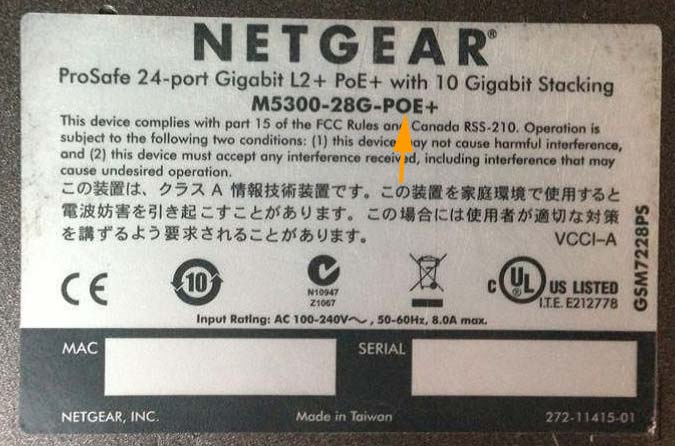 NETGEAR®
ProSafe 24-port Gigabit L2+ PoE+ with 10 Gigabit Stacking
M5300-28G-POE+
This device complies with part 15 of the FCC Rules and Canada RSS-210. Operation is
subject to the following two conditions: (1) this device may not cause harmful interference,
and (2) this device must accept any interference received, including interference that may
cause undesired operation.
この装置は、クラスA 情報技術装置です。この装置を家庭環境で使用すると
電波妨害を引き起こすことがあります。この場合には使用者が適切な対策
を講ずるよう要求されることがあります。
VCCI-A
GSM7228PS
CE
10
N10947
Z1067
C UL US LISTED
I.T.E. E212778
Input Rating: AC 100-240V～, 50-60Hz, 8.0A max.
MAC
SERIAL
NETGEAR, INC.
Made in Taiwan
272-11415-01